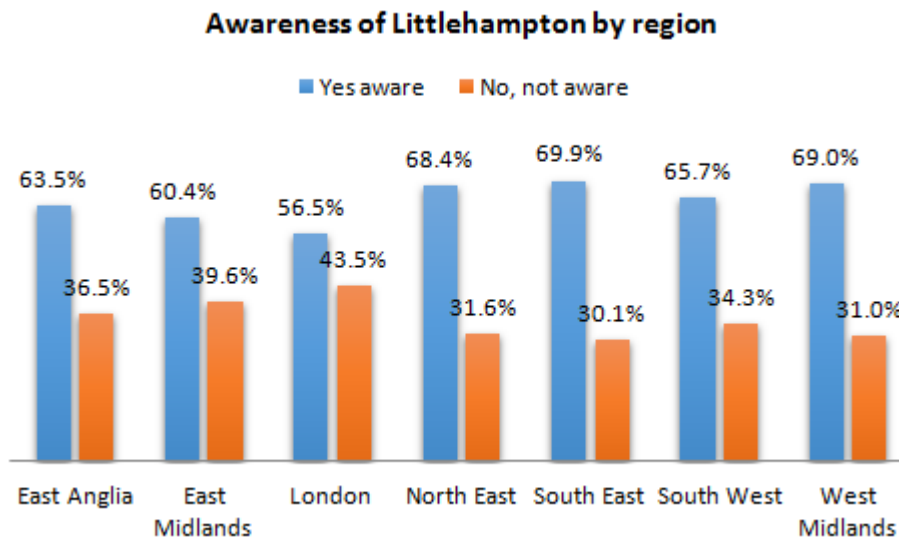 Awareness of Littlehampton by region
Yes aware No, not aware
63.5% 36.5%
60.4% 39.6%
56.5% 43.5%
68.4% 31.6%
69.9% 30.1%
65.7% 34.3%
69.0% 31.0%
East Anglia
East
Midlands
London
North East
South East
South West
West
Midlands